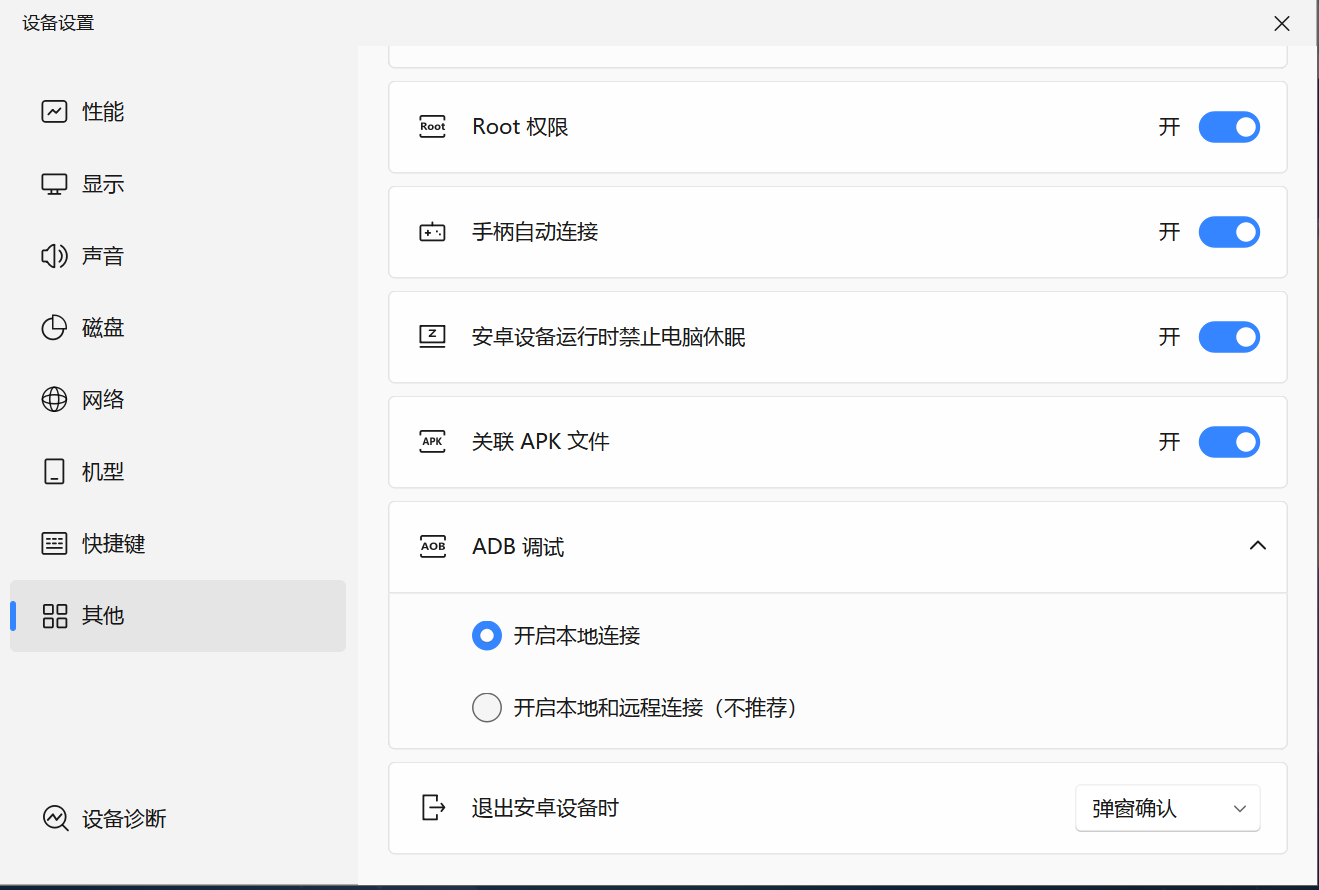 设备设置
性能
显示
声音
磁盘
网络
机型
快捷键
其他
设备诊断
Root Root 权限 开
手柄自动连接 开
Z 安卓设备运行时禁止电脑休眠 开
APK 关联 APK 文件 开
AOB ADB 调试
开启本地连接
开启本地和远程连接（不推荐）
退出安卓设备时 弹窗确认